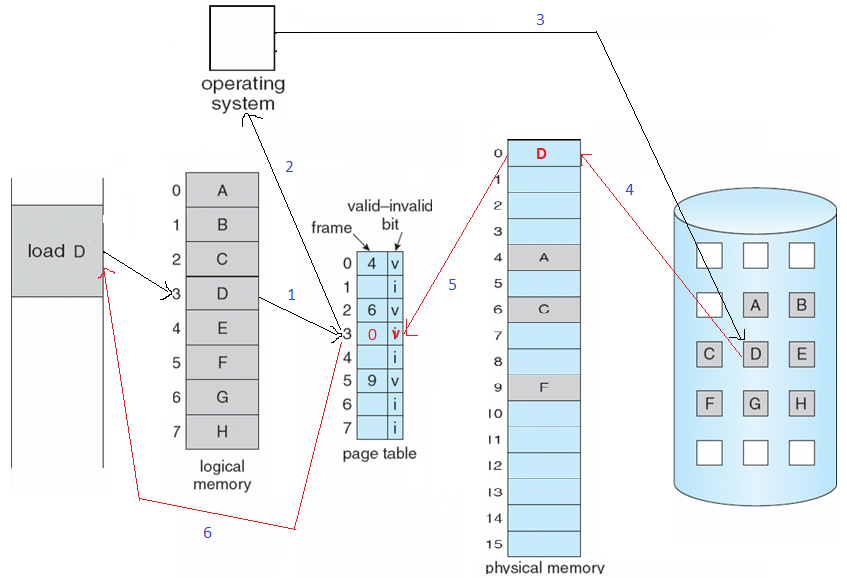 3
operating
system
2
load D
0 A
1 B
2 C
3 D
4 E
5 F
6 G
7 H
logical
memory
1
valid–invalid
bit
frame
0 4 v
1 i
2 6 v
3 0 v
4 i
5 9 v
6 i
7 i
page table
6
5
0 D
1
2
3
4 A
5
6 C
7
8
9 F
10
11
12
13
14
15
physical memory
4
A B
C D E
F G H